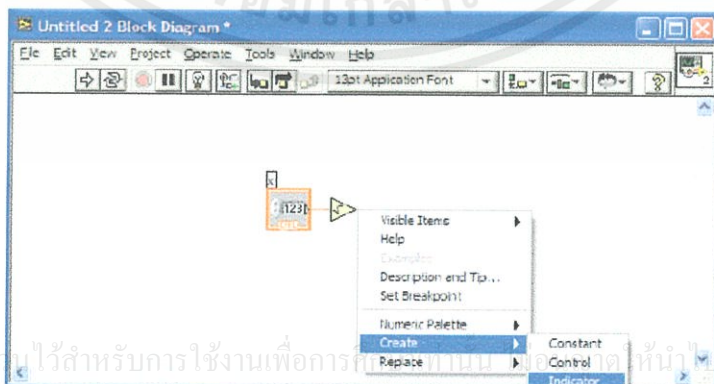 Untitled 2 Block Diagram *
File Edit View Project Operate Tools Window Help
13pt Application Font
2
x
123
Visible Items
Help
Examples
Description and Tip...
Set Breakpoint
Numeric Palette
Create
Replace
Constant
Control
Indicator